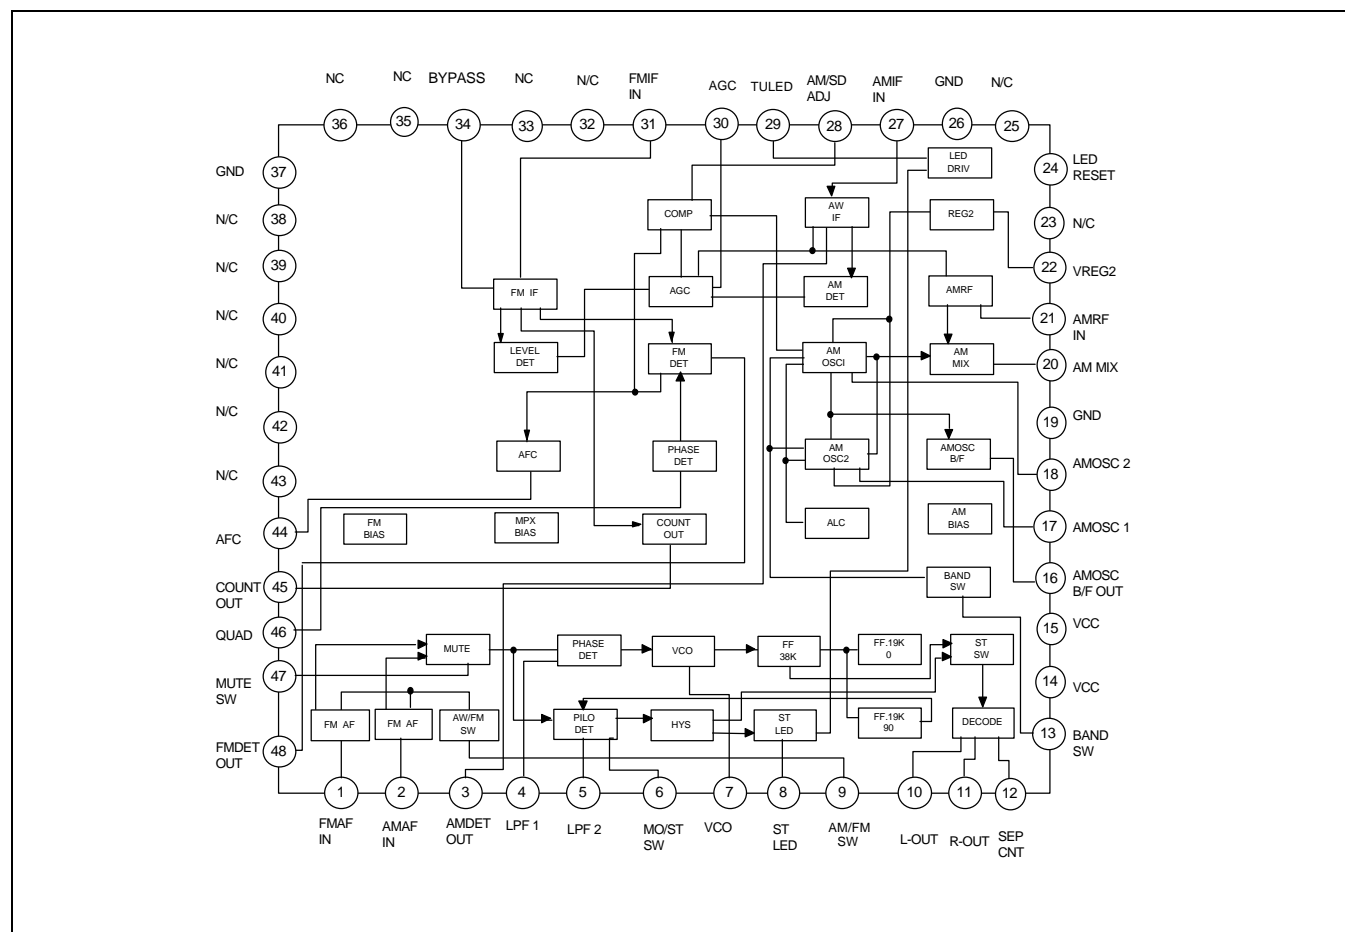 NC
NC
BYPASS
NC
N/C
FMIF
IN
AGC
TULED
AM/SD
ADJ
AMIF
IN
GND
N/C
36
35
34
33
32
31
30
29
28
27
26
25
GND
37
N/C
38
N/C
39
N/C
40
N/C
41
N/C
42
N/C
43
AFC
44
COUNT
OUT
45
QUAD
46
MUTE
SW
47
FMDET
OUT
48
24
LED
RESET
23
N/C
22
VREG2
21
AMRF
IN
20
AM MIX
19
GND
18
AMOSC 2
17
AMOSC 1
16
AMOSC
B/F OUT
15
VCC
14
VCC
13
BAND
SW
LED
DRIV
COMP
AW
IF
REG2
FM IF
AGC
AM
DET
AMRF
LEVEL
DET
FM
DET
AM
OSCI
AM
MIX
AFC
PHASE
DET
AM
OSC2
AMOSC
B/F
FM
BIAS
MPX
BIAS
COUNT
OUT
ALC
AM
BIAS
BAND
SW
MUTE
PHASE
DET
VCO
FF
38K
FF.19K
0
ST
SW
FM AF
FM AF
AW/FM
SW
PILO
DET
HYS
ST
LED
FF.19K
90
DECODE
1
2
3
4
5
6
7
8
9
10
11
12
FMAF
IN
AMAF
IN
AMDET
OUT
LPF 1
LPF 2
MO/ST
SW
VCO
ST
LED
AM/FM
SW
L-OUT
R-OUT
SEP
CNT